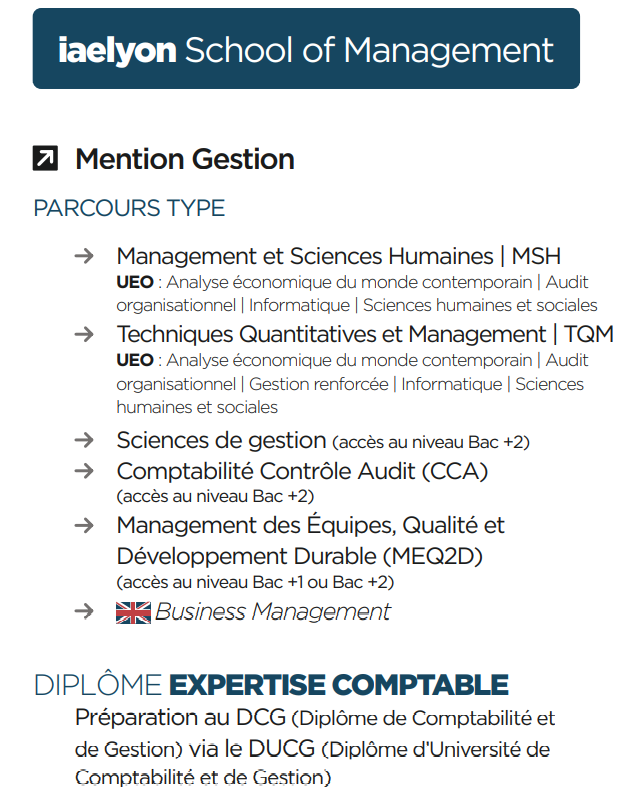 iaelyon School of Management
Mention Gestion
PARCOURS TYPE
Management et Sciences Humaines | MSH
UEO : Analyse économique du monde contemporain | Audit
organisationnel | Informatique | Sciences humaines et sociales
Techniques Quantitatives et Management | TQM
UEO : Analyse économique du monde contemporain | Audit
organisationnel | Gestion renforcée | Informatique | Sciences
humaines et sociales
Sciences de gestion (accès au niveau Bac +2)
Comptabilité Contrôle Audit (CCA)
(accès au niveau Bac +2)
Management des Équipes, Qualité et
Développement Durable (MEQ2D)
(accès au niveau Bac +1 ou Bac +2)
Business Management
DIPLÔME EXPERTISE COMPTABLE
Préparation au DCG (Diplôme de Comptabilité et
de Gestion) via le DUCG (Diplôme d'Université de
Comptabilité et de Gestion)